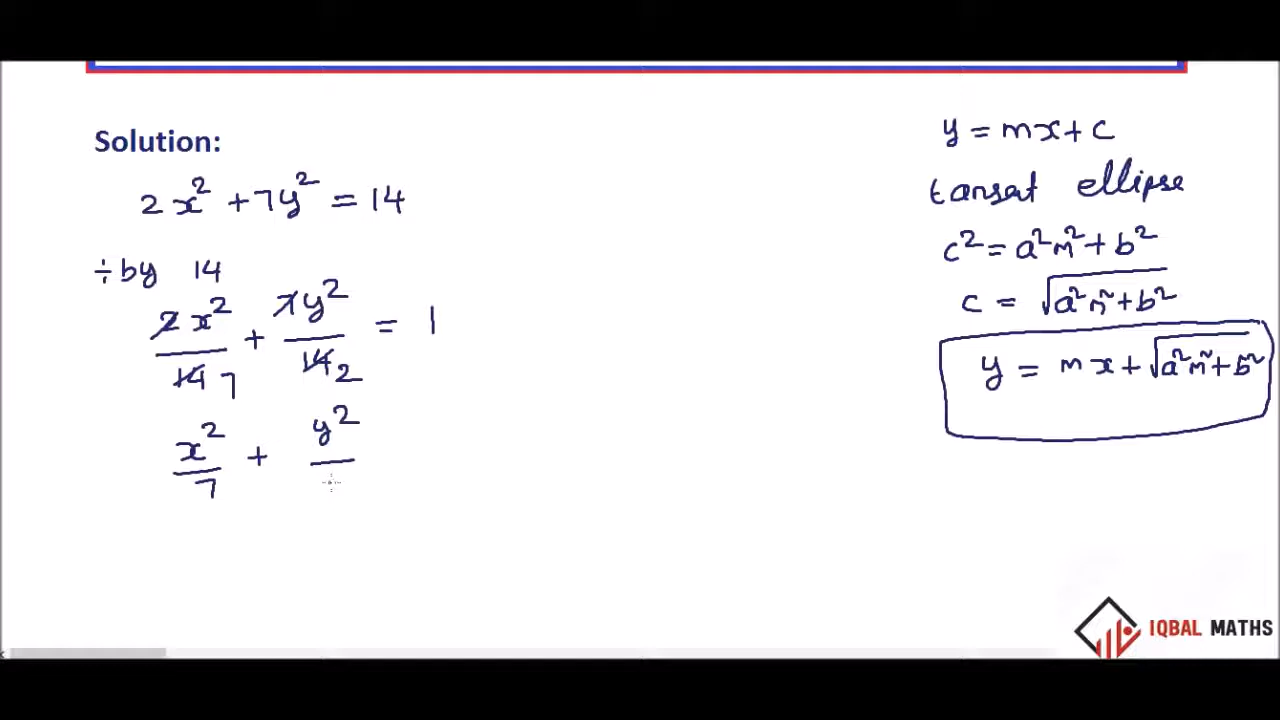 Solution:
2x² + 7y² = 14
÷ by 14
2x²/14 7 + 7y²/14 2 = 1
x²/7 + y²/
y = mx + c
tansat ellipse
c² = a²m² + b²
c = √a²m² + b²
y = mx + √a²m² + b²
IQBAL MATHS